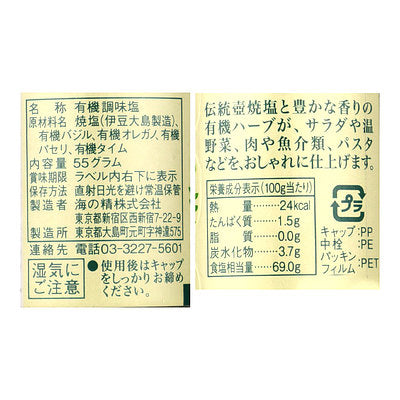 名称 有機調味塩
原材料名 焼塩(伊豆大島製造)、
有機バジル、有機オレガノ、有機
パセリ、有機タイム
内容量 55グラム
賞味期限 ラベル内右下に表示
保存方法 直射日光を避け常温保管
製造者 海の精株式会社
東京都新宿区西新宿7-22-9
製造所 東京都大島町元町字神達575
連絡先 電話03-3227-5601
湿気に
ご注意
●使用後はキャップ
をしっかりお締め
ください。
伝統壺焼塩と豊かな香りの
有機ハーブが、サラダや温
野菜、肉や魚介類、パスタ
などを、おしゃれに仕上げます。
栄養成分表示(100g当たり)
熱量 24kcal
たんぱく質 1.5g
脂質 0.0g
炭水化物 3.7g
食塩相当量 69.0g
プラ
キャップ:PP
中栓:PE
パッキン
フィルム:PET